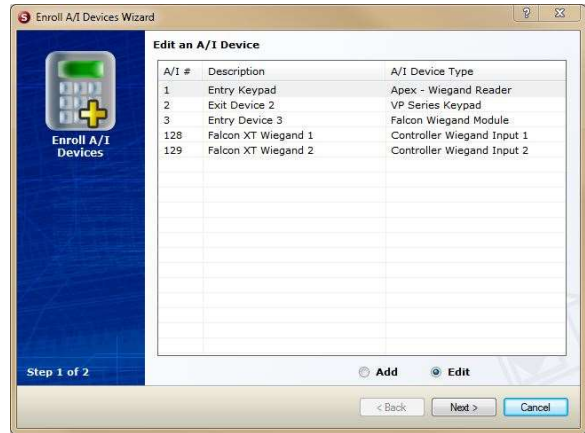 S Enroll A/I Devices Wizard
Edit an A/I Device
A/I # Description A/I Device Type
1 Entry Keypad Apex - Wiegand Reader
2 Exit Device 2 VP Series Keypad
3 Entry Device 3 Falcon Wiegand Module
128 Falcon XT Wiegand 1 Controller Wiegand Input 1
129 Falcon XT Wiegand 2 Controller Wiegand Input 2
Enroll A/I
Devices
Step 1 of 2
Add Edit
< Back Next > Cancel